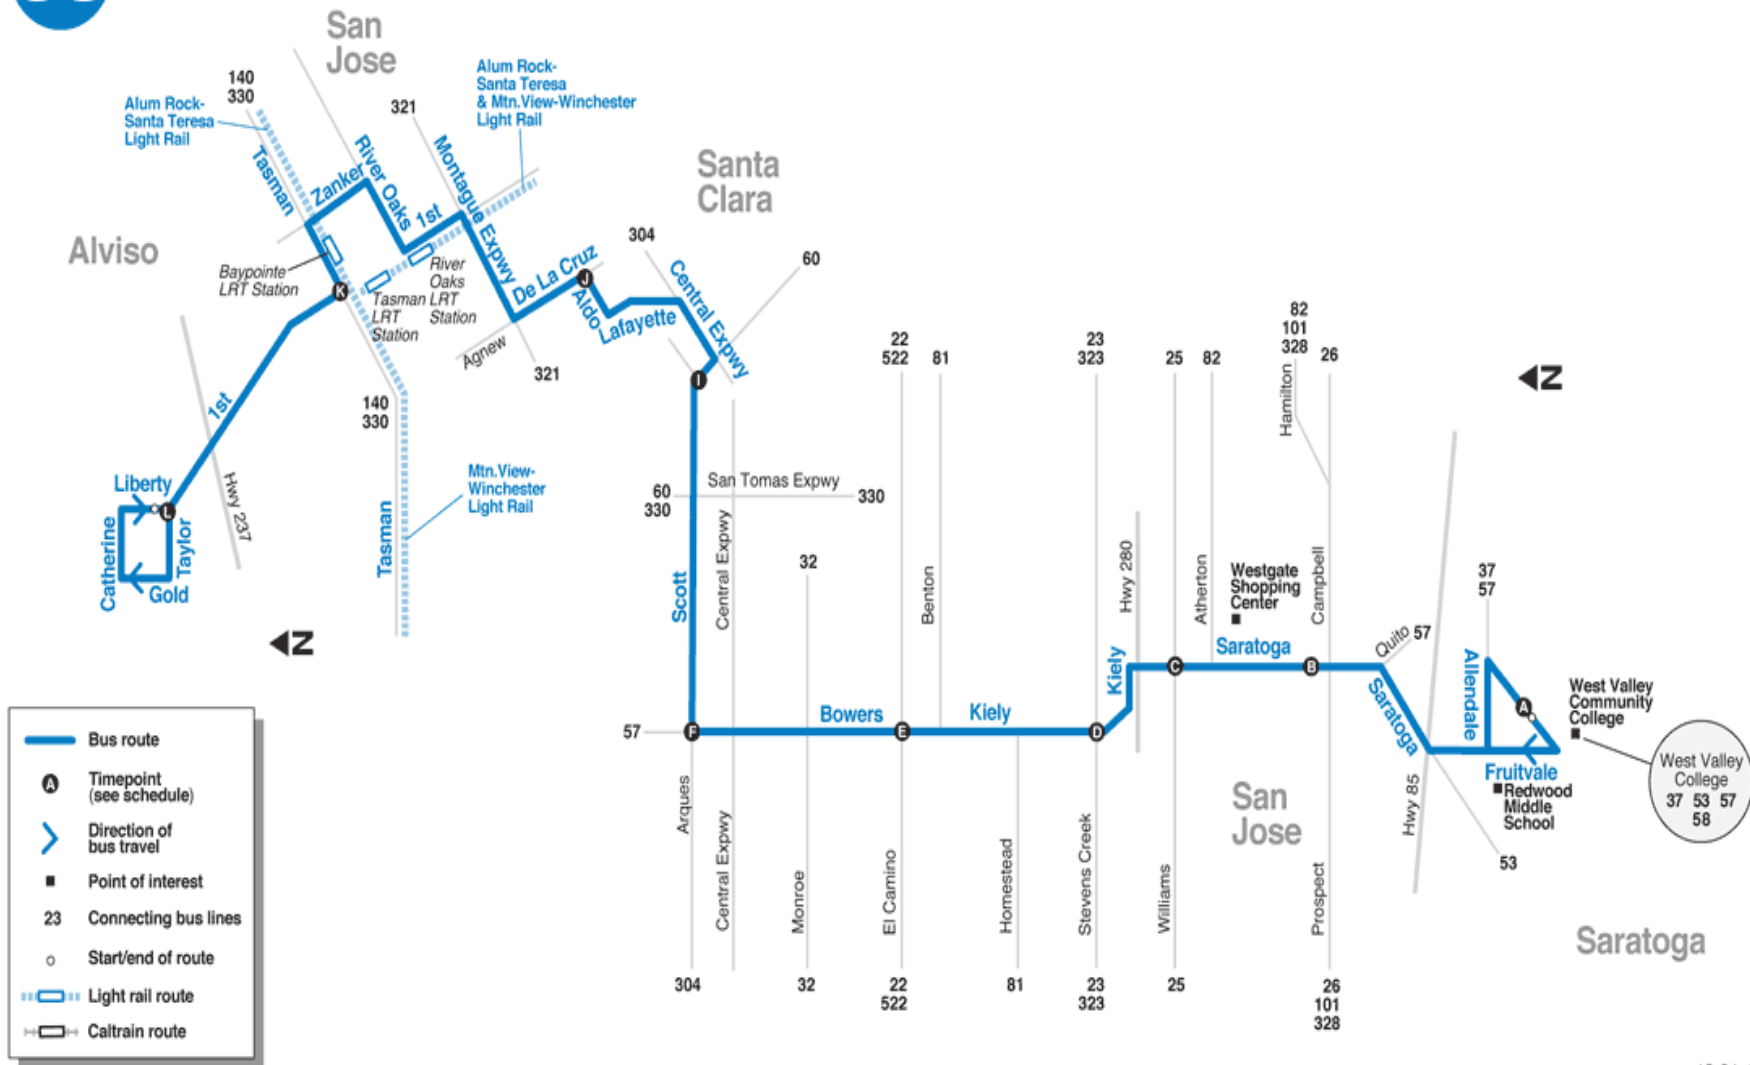 San
Jose
140
330
Alum Rock-
Santa Teresa
Light Rail
321
Alum Rock-
Santa Teresa
& Mtn.View-Winchester
Light Rail
Tasman
Zanker
River Oaks
1st
Montague Expwy
Santa
Clara
Alviso
Baypointe
LRT Station
K
Tasman
LRT
Station
River
Oaks
LRT
Station
De La Cruz
J
Aldo
Lafayette
304
Central Expwy
60
Agnew
321
I
1st
140
330
Hwy 237
Liberty
L
Catherine
Taylor
Gold
N
Tasman
Mtn.View-
Winchester
Light Rail
60
330
San Tomas Expwy
330
Scott
Central Expwy
32
22
522
81
23
323
25
82
82
101
328
26
Hamilton
N
Benton
Hwy 280
Atherton
Westgate
Shopping
Center
Campbell
Kiely
C
Saratoga
B
Quito
57
Saratoga
37
57
Allendale
A
West Valley
Community
College
Fruitvale
Redwood
Middle
School
West Valley
College
37 53 57
58
57
F
Bowers
E
Kiely
D
Arques
Central Expwy
Monroe
El Camino
Homestead
Stevens Creek
Williams
San
Jose
Prospect
Hwy 85
53
Saratoga
304
32
22
522
81
23
323
25
26
101
328
Bus route
A
Timepoint
(see schedule)
Direction of
bus travel
Point of interest
23
Connecting bus lines
Start/end of route
Light rail route
Caltrain route